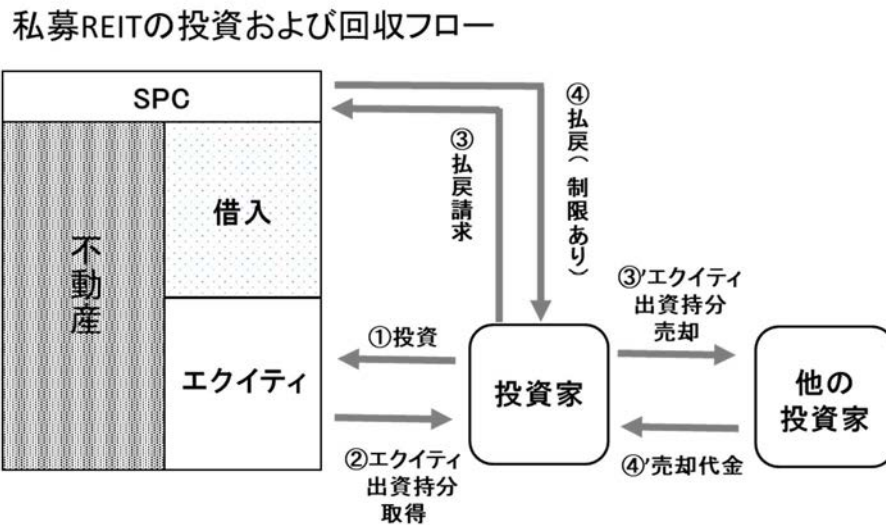 私募REITの投資および回収フロー
SPC
不動産
借入
エクイティ
①投資
②エクイティ
出資持分
取得
③払戻請求
④払戻(制限あり)
投資家
③'エクイティ
出資持分
売却
④'売却代金
他の
投資家